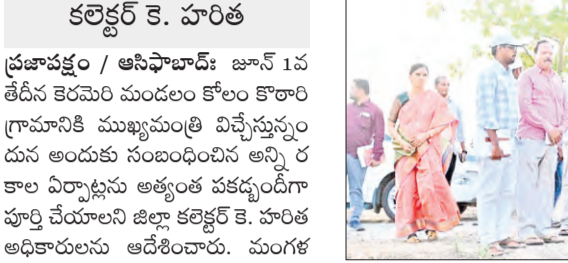 కలెక్టర్ కె. హరిత
ప్రజాపక్షం / ఆసిఫాబాద్: జూన్ 1వ
తేదీన కెరమెరి మండలం కోలం కొఠారి
గ్రామానికి ముఖ్యమంత్రి విచ్చేస్తున్నం
దున అందుకు సంబంధించిన అన్ని ర
కాల ఏర్పాట్లను అత్యంత పకడ్బందీగా
పూర్తి చేయాలని జిల్లా కలెక్టర్ కె. హరిత
అధికారులను ఆదేశించారు. మంగళ